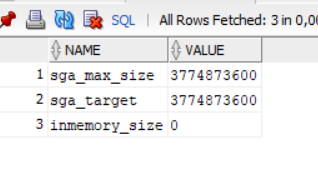 SQL | All Rows Fetched: 3 in 0,00
NAME VALUE
1 sga_max_size 3774873600
2 sga_target 3774873600
3 inmemory_size 0